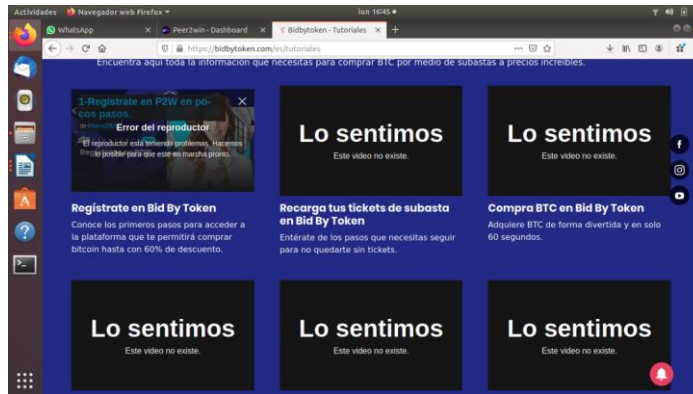 Actividades
Navegador web Firefox
lun 16:45
WhatsApp
Peer2win - Dashboard
Bidbytoken - Tutoriales
https://bidbytoken.com/es/tutoriales
Encuentra aquí toda la información que necesitas para comprar BTC por medio de subastas a precios increíbles.
1-Regístrate en P2W en po-
cos pasos.
Error del reproductor
El reproductor está teniendo problemas. Hacemos
lo posible para que esté en marcha pronto.
Lo sentimos
Este video no existe.
Lo sentimos
Este video no existe.
Regístrate en Bid By Token
Conoce los primeros pasos para acceder a
la plataforma que te permitirá comprar
bitcoin hasta con 60% de descuento.
Recarga tus tickets de subasta
en Bid By Token
Entérate de los pasos que necesitas seguir
para no quedarte sin tickets.
Compra BTC en Bid By Token
Adquiere BTC de forma divertida y en solo
60 segundos.
Lo sentimos
Este video no existe.
Lo sentimos
Este video no existe.
Lo sentimos
Este video no existe.